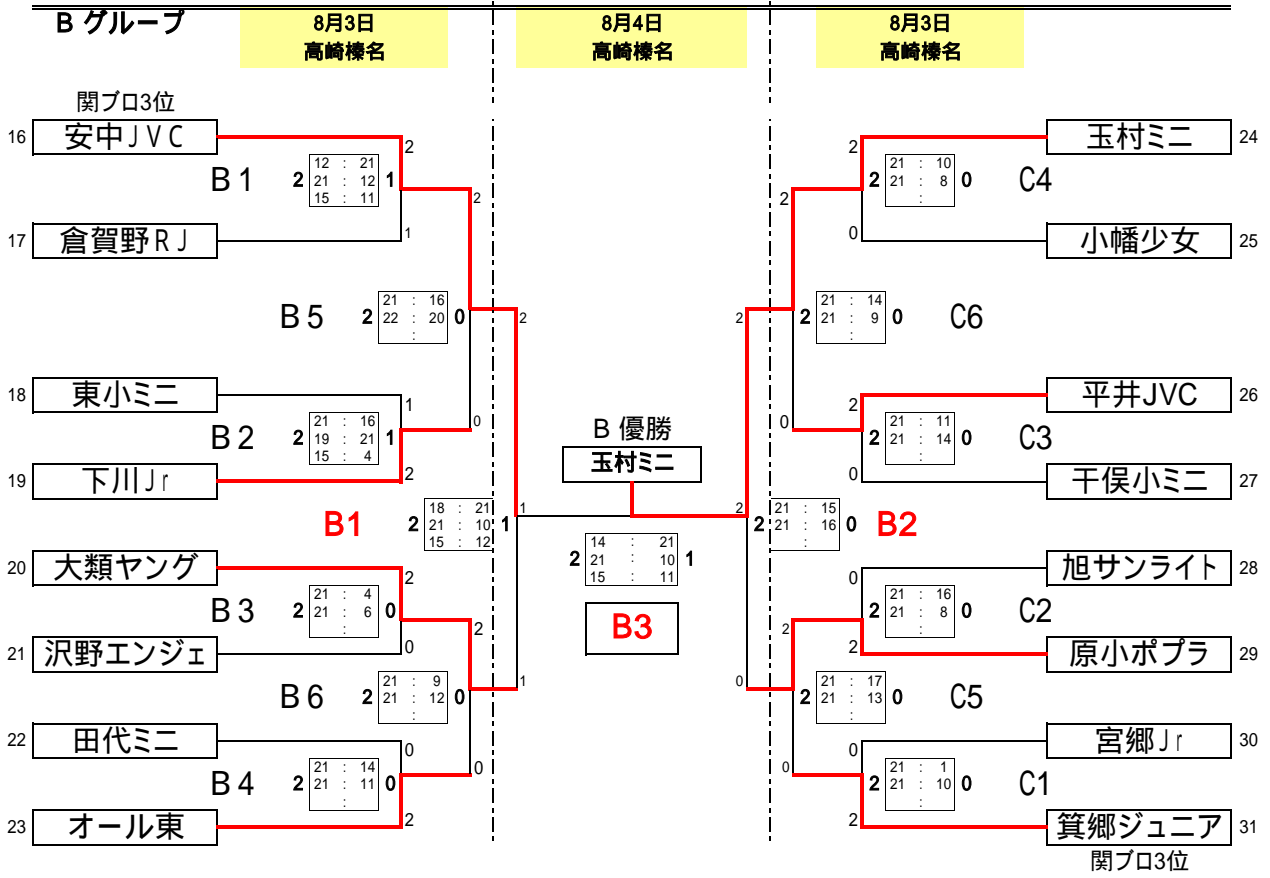 B グループ
8月3日
高崎榛名
8月4日
高崎榛名
8月3日
高崎榛名
関ブロ3位
16 安中JVC
2
B1 2 1
12 : 21
21 : 12
15 : 11
2
17 倉賀野RJ
1
B5 2 0
21 : 16
22 : 20
:
2
18 東小ミニ
1
B2 2 1
21 : 16
19 : 21
15 : 4
0
19 下川Jr
2
B1 2 1
18 : 21
21 : 10
15 : 12
1
20 大類ヤング
2
B3 2 0
21 : 4
21 : 6
:
2
21 沢野エンジェ
0
B6 2 0
21 : 9
21 : 12
:
1
22 田代ミニ
0
B4 2 0
21 : 14
21 : 11
:
0
23 オール東
2
B 優勝
玉村ミニ
2 1
14 : 21
21 : 10
15 : 11
B3
玉村ミニ 24
2
2 0 C4
21 : 10
21 : 8
:
2
小幡少女 25
0
2 0 C6
21 : 14
21 : 9
:
2
平井JVC 26
2
2 0 C3
21 : 11
21 : 14
:
0
干俣小ミニ 27
0
2 0 B2
21 : 15
21 : 16
:
2
旭サンライト 28
0
2 0 C2
21 : 16
21 : 8
:
2
原小ポプラ 29
2
2 0 C5
21 : 17
21 : 13
:
0
宮郷Jr 30
0
2 0 C1
21 : 1
21 : 10
:
0
箕郷ジュニア 31
2
関ブロ3位